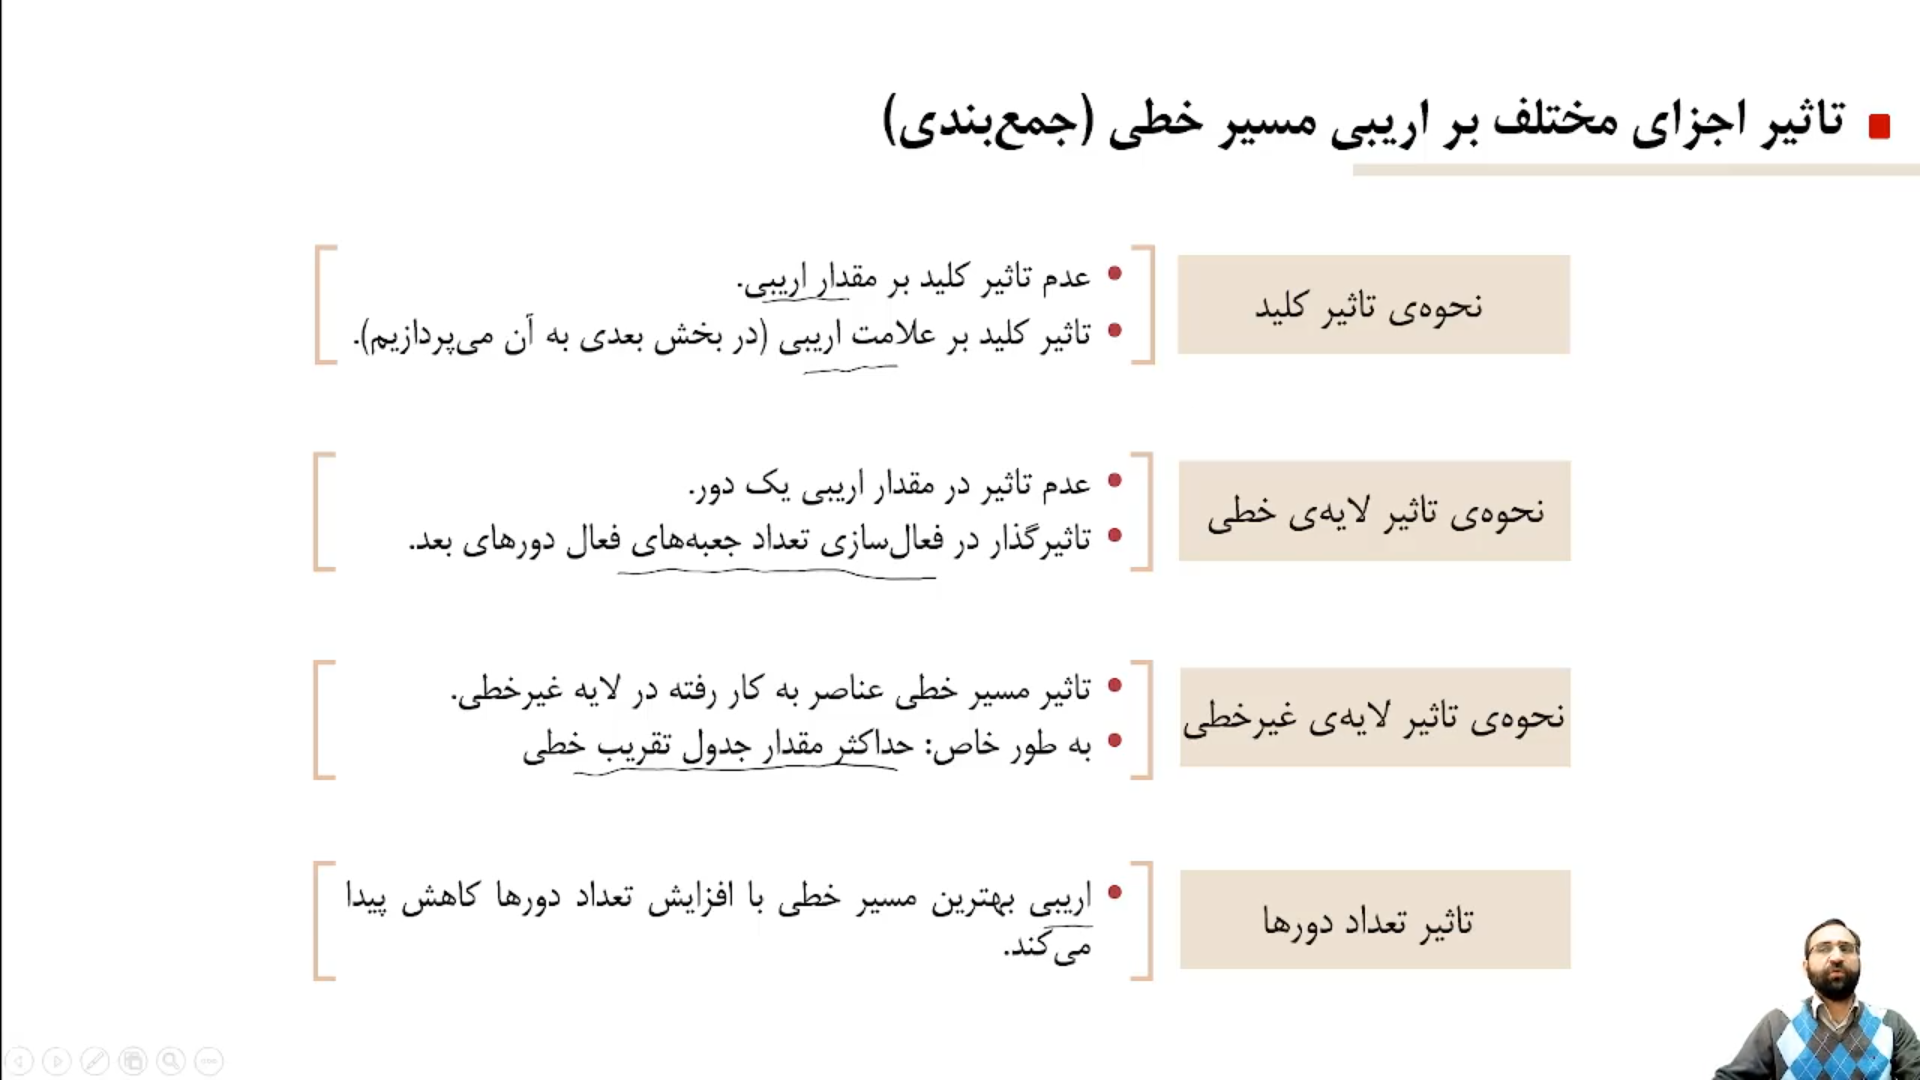 تاثیر اجزای مختلف بر اریبی مسیر خطی (جمع‌بندی)
نحوه‌ی تاثیر کلید
عدم تاثیر کلید بر مقدار اریبی.
تاثیر کلید بر علامت اریبی (در بخش بعدی به آن می‌پردازیم).
نحوه‌ی تاثیر لایه‌ی خطی
عدم تاثیر در مقدار اریبی یک دور.
تاثیرگذار در فعال‌سازی تعداد جعبه‌های فعال دورهای بعد.
نحوه‌ی تاثیر لایه‌ی غیرخطی
تاثیر مسیر خطی عناصر به کار رفته در لایه غیرخطی.
به طور خاص: حداکثر مقدار جدول تقریب خطی
تاثیر تعداد دورها
اریبی بهترین مسیر خطی با افزایش تعداد دورها کاهش پیدا
می‌کند.